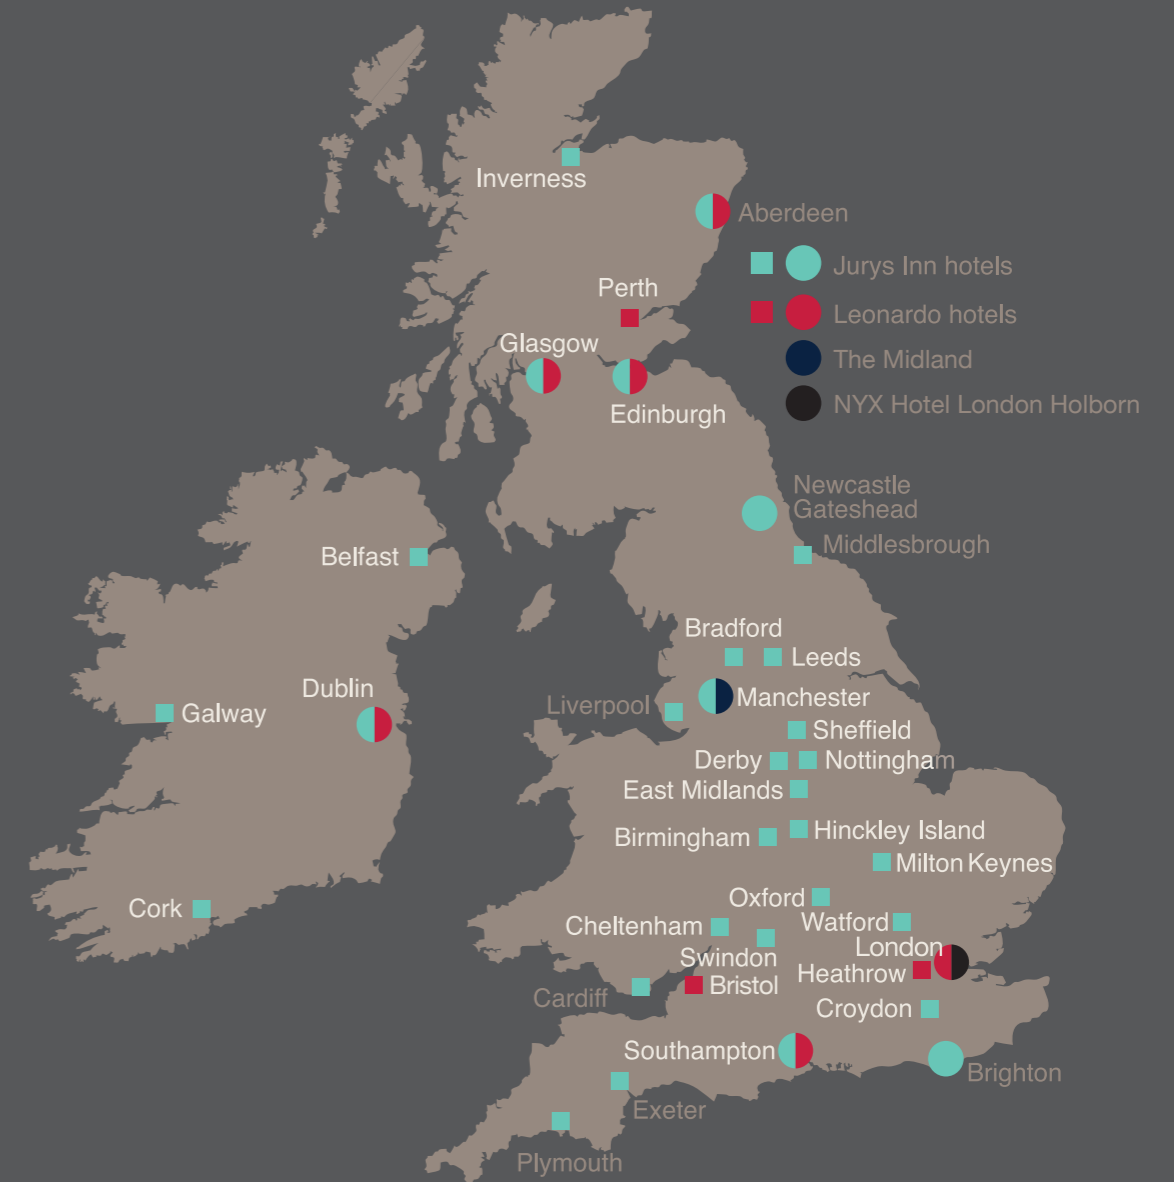 Inverness
Aberdeen
Jurys Inn hotels
Perth
Leonardo hotels
Glasgow
The Midland
NYX Hotel London Holborn
Edinburgh
Newcastle
Gateshead
Middlesbrough
Belfast
Bradford
Leeds
Dublin
Manchester
Liverpool
Galway
Sheffield
Derby
Nottingham
East Midlands
Hinckley Island
Birmingham
Milton Keynes
Oxford
Cork
Watford
Cheltenham
London
Swindon
Heathrow
Bristol
Cardiff
Croydon
Southampton
Brighton
Exeter
Plymouth